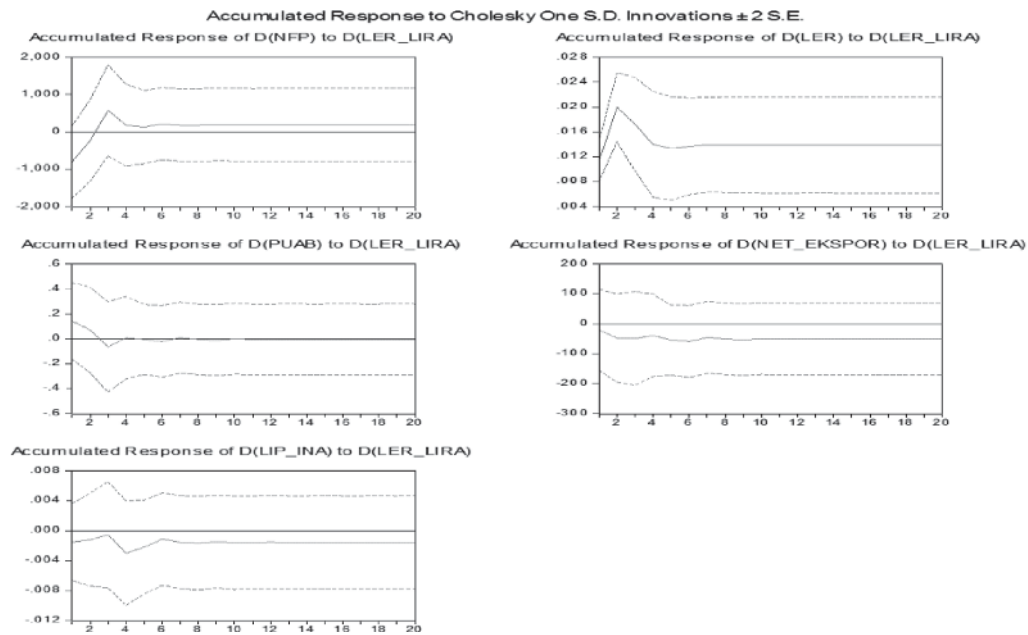 Accumulated Response to Cholesky One S.D. Innovations ± 2 S.E.
Accumulated Response of D(NFP) to D(LER_LIRA)
2,000
1,000
0
-1,000
-2,000
2 4 6 8 10 12 14 16 18 20
Accumulated Response of D(LER) to D(LER_LIRA)
.028
.024
.020
.016
.012
.008
.004
2 4 6 8 10 12 14 16 18 20
Accumulated Response of D(PUAB) to D(LER_LIRA)
.6
.4
.2
.0
-.2
-.4
-.6
2 4 6 8 10 12 14 16 18 20
Accumulated Response of D(NET_EKSPOR) to D(LER_LIRA)
200
100
0
-100
-200
-300
2 4 6 8 10 12 14 16 18 20
Accumulated Response of D(LIP_INA) to D(LER_LIRA)
.008
.004
.000
-.004
-.008
-.012
2 4 6 8 10 12 14 16 18 20